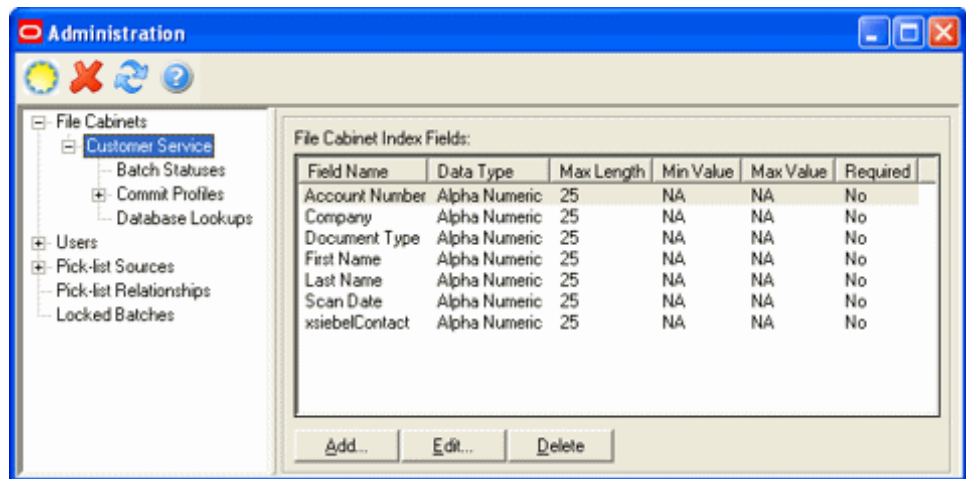 Administration
File Cabinets
Customer Service
Batch Statuses
Commit Profiles
Database Lookups
Users
Pick-list Sources
Pick-list Relationships
Locked Batches
File Cabinet Index Fields:
Field Name Data Type Max Length Min Value Max Value Required
Account Number Alpha Numeric 25 NA NA No
Company Alpha Numeric 25 NA NA No
Document Type Alpha Numeric 25 NA NA No
First Name Alpha Numeric 25 NA NA No
Last Name Alpha Numeric 25 NA NA No
Scan Date Alpha Numeric 25 NA NA No
xsiebelContact Alpha Numeric 25 NA NA No
Add... Edit... Delete